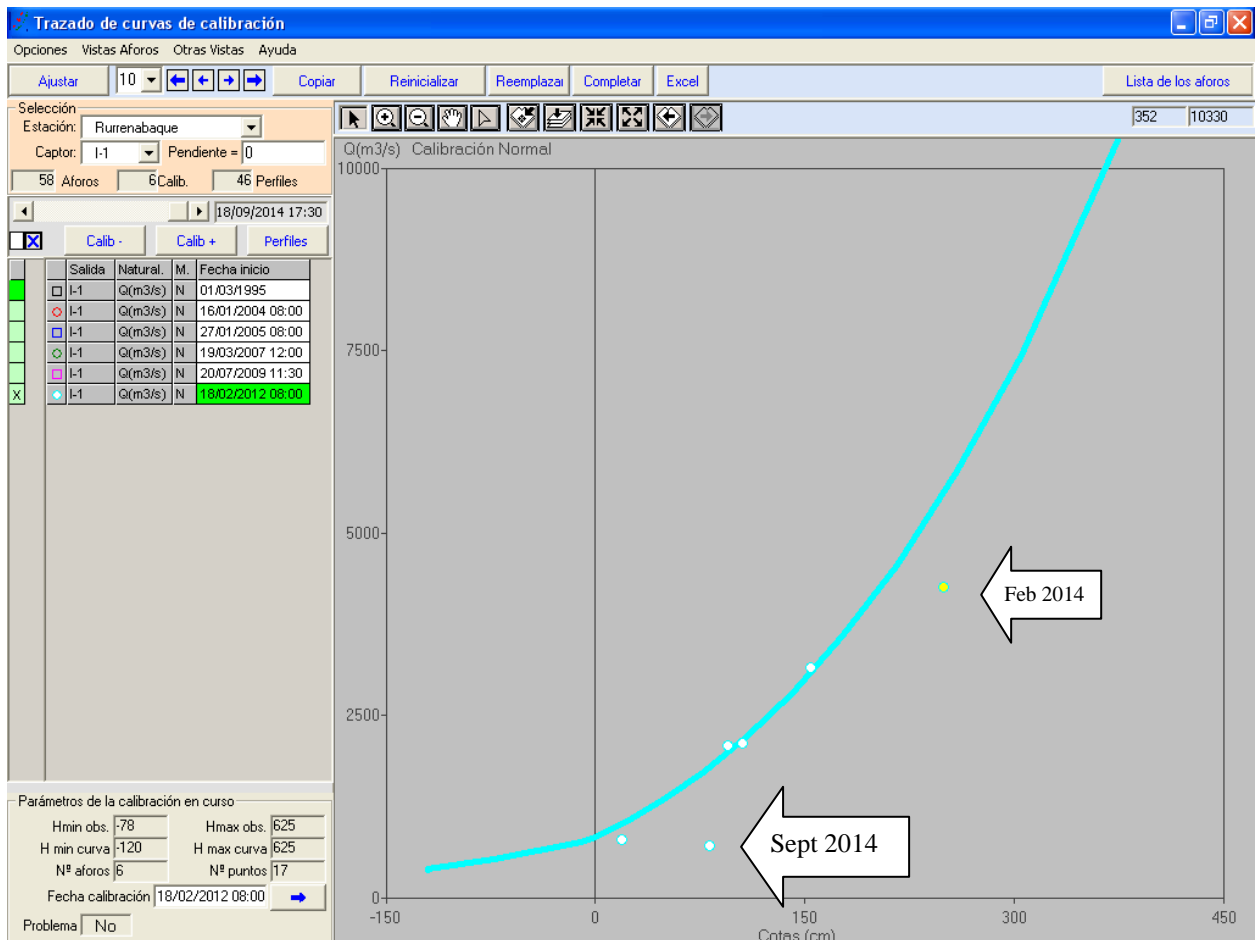 Trazado de curvas de calibración
Opciones Vistas Aforos Otras Vistas Ayuda
Ajustar 10 Copiar Reinicializar Reemplazar Completar Excel Lista de los aforos
Selección
Estación: Rurrenabaque
Captor: I-1 Pendiente = 0
58 Aforos 6 Calib. 46 Perfiles
18/09/2014 17:30
X Calib - Calib + Perfiles
Salida Natural. M. Fecha inicio
I-1 Q(m3/s) N 01/03/1995
I-1 Q(m3/s) N 16/01/2004 08:00
I-1 Q(m3/s) N 27/01/2005 08:00
I-1 Q(m3/s) N 19/03/2007 12:00
I-1 Q(m3/s) N 20/07/2009 11:30
X I-1 Q(m3/s) N 18/02/2012 08:00
Parámetros de la calibración en curso
Hmin obs. -78 Hmax obs. 625
H min curva -120 H max curva 625
Nº aforos 6 Nº puntos 17
Fecha calibración 18/02/2012 08:00
Problema No
352 10330
Q(m3/s) Calibración Normal
10000
7500
5000
Feb 2014
2500
Sept 2014
0
-150 0 150 300 450
Cotas (cm)